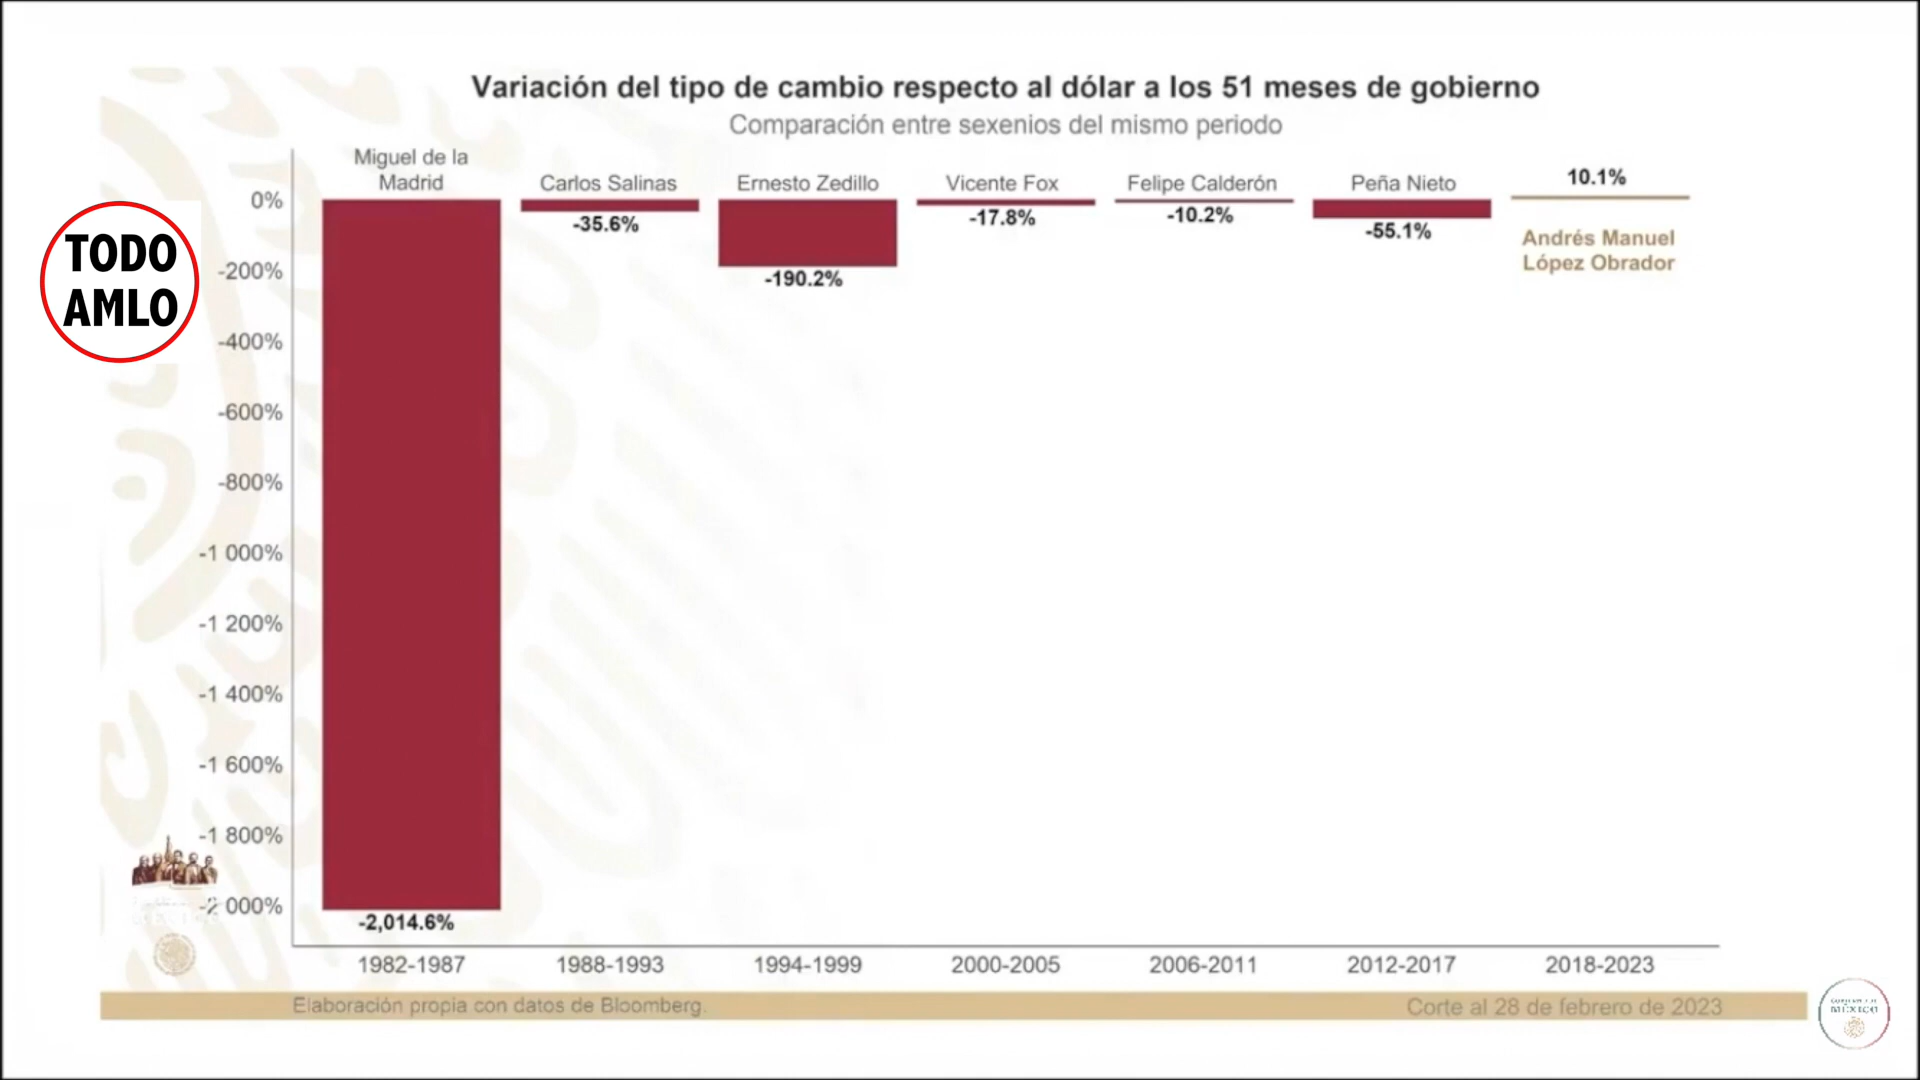 Variación del tipo de cambio respecto al dólar a los 51 meses de gobierno
Comparación entre sexenios del mismo periodo
TODO
AMLO
Miguel de la
Madrid
Carlos Salinas
Ernesto Zedillo
Vicente Fox
Felipe Calderón
Peña Nieto
10.1%
Andrés Manuel
López Obrador
-35.6%
-190.2%
-17.8%
-10.2%
-55.1%
-2,014.6%
0%
-200%
-400%
-600%
-800%
-1 000%
-1 200%
-1 400%
-1 600%
-1 800%
-2 000%
1982-1987
1988-1993
1994-1999
2000-2005
2006-2011
2012-2017
2018-2023
Elaboración propia con datos de Bloomberg.
Corte al 28 de febrero de 2023
MÉXICO